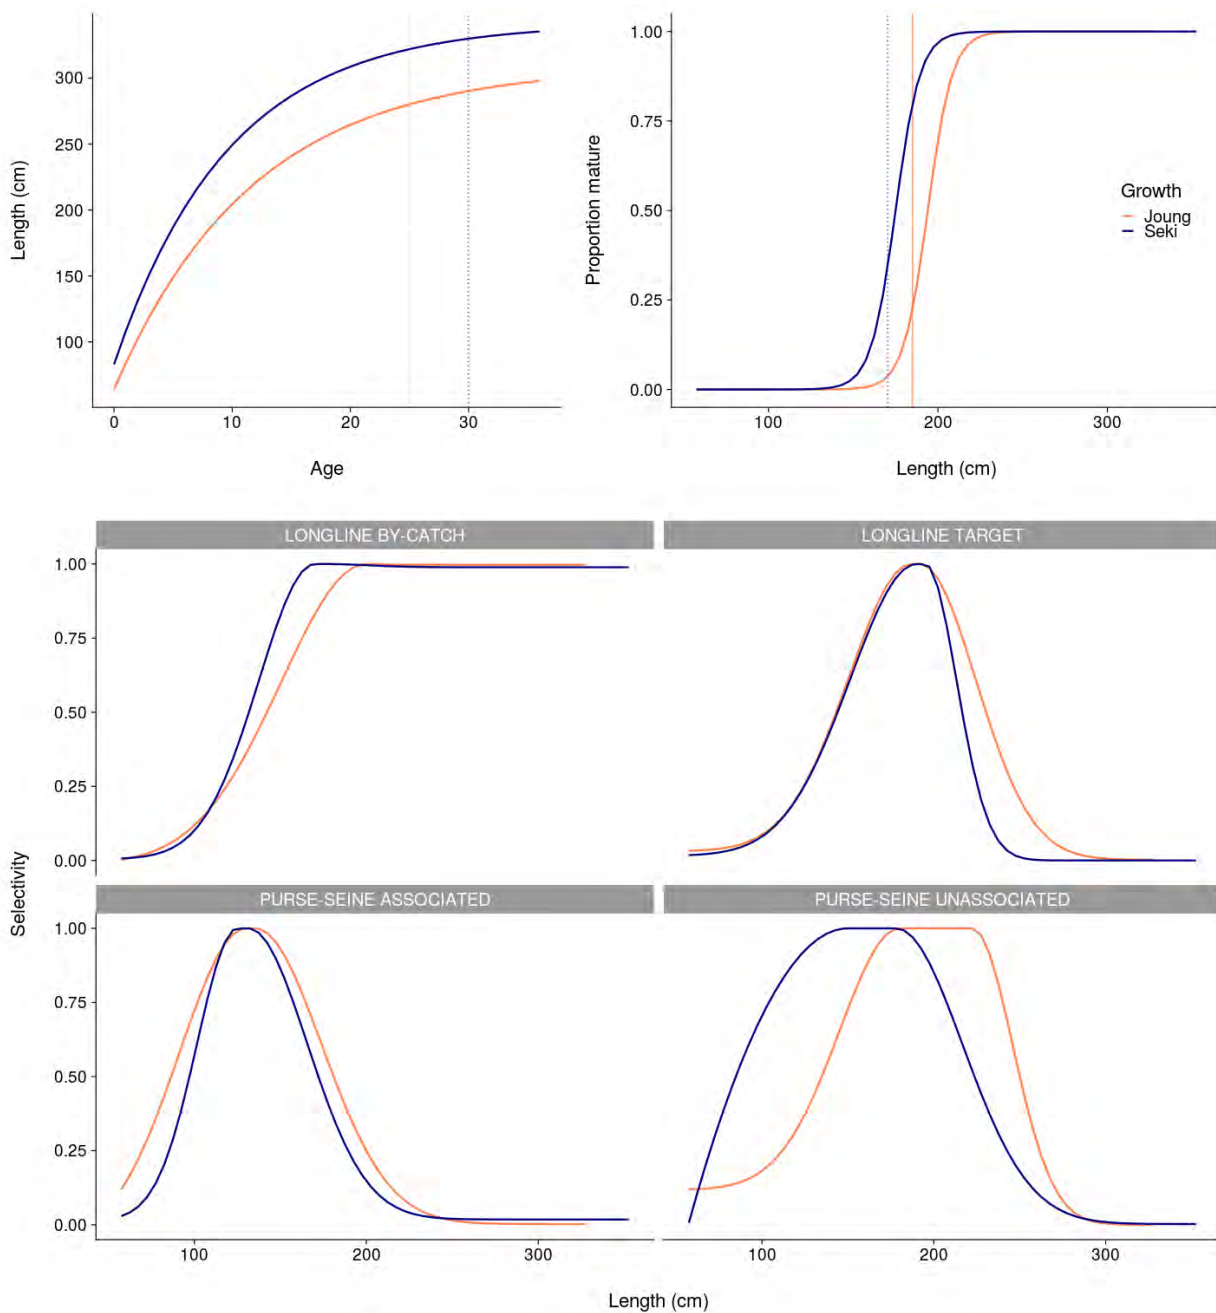 300
250
200
150
100
Length (cm)
0 10 20 30
Age
1.00
0.75
0.50
0.25
0.00
Proportion mature
100 200 300
Length (cm)
Growth
Joung
Seki
LONGLINE BY-CATCH
LONGLINE TARGET
1.00
0.75
0.50
0.25
0.00
PURSE-SEINE ASSOCIATED
PURSE-SEINE UNASSOCIATED
1.00
0.75
0.50
0.25
0.00
Selectivity
100 200 300
100 200 300
Length (cm)